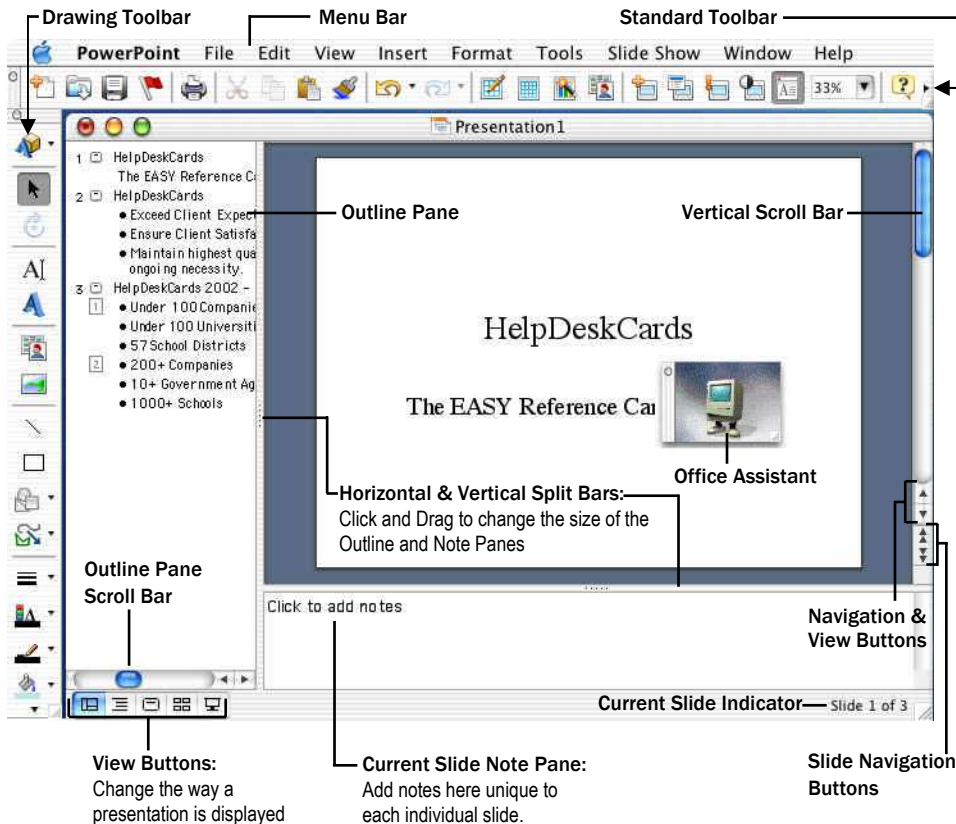 Drawing Toolbar
Menu Bar
Standard Toolbar
PowerPoint File Edit View Insert Format Tools Slide Show Window Help
33%
Presentation1
1 HelpDeskCards
The EASY Reference C
2 HelpDeskCards
• Exceed Client Expect
• Ensure Client Satisfa
• Maintain highest qua
ongoing necessity.
3 HelpDeskCards 2002 -
1 • Under 100 Companie
• Under 100 Universiti
• 57 School Districts
2 • 200+ Companies
• 10+ Government Ag
• 1000+ Schools
Outline Pane
Vertical Scroll Bar
HelpDeskCards
The EASY Reference Car
Office Assistant
Horizontal & Vertical Split Bars:
Click and Drag to change the size of the
Outline and Note Panes
Outline Pane
Scroll Bar
Click to add notes
Navigation &
View Buttons
Current Slide Indicator
Slide 1 of 3
View Buttons:
Change the way a
presentation is displayed
Current Slide Note Pane:
Add notes here unique to
each individual slide.
Slide Navigation
Buttons